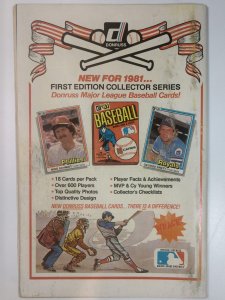 DONRUSS
NEW FOR 1981...
FIRST EDITION COLLECTOR SERIES
Donruss Major League Baseball Cards!
Phillies
BASEBALL
Royals
• 18 Cards per Pack
• Over 600 Players
• Top Quality Photos
• Distinctive Design
• Player Facts & Achievements
• MVP & Cy Young Winners
• Collector's Checklists
NEW DONRUSS BASEBALL CARDS...THERE IS A DIFFERENCE!